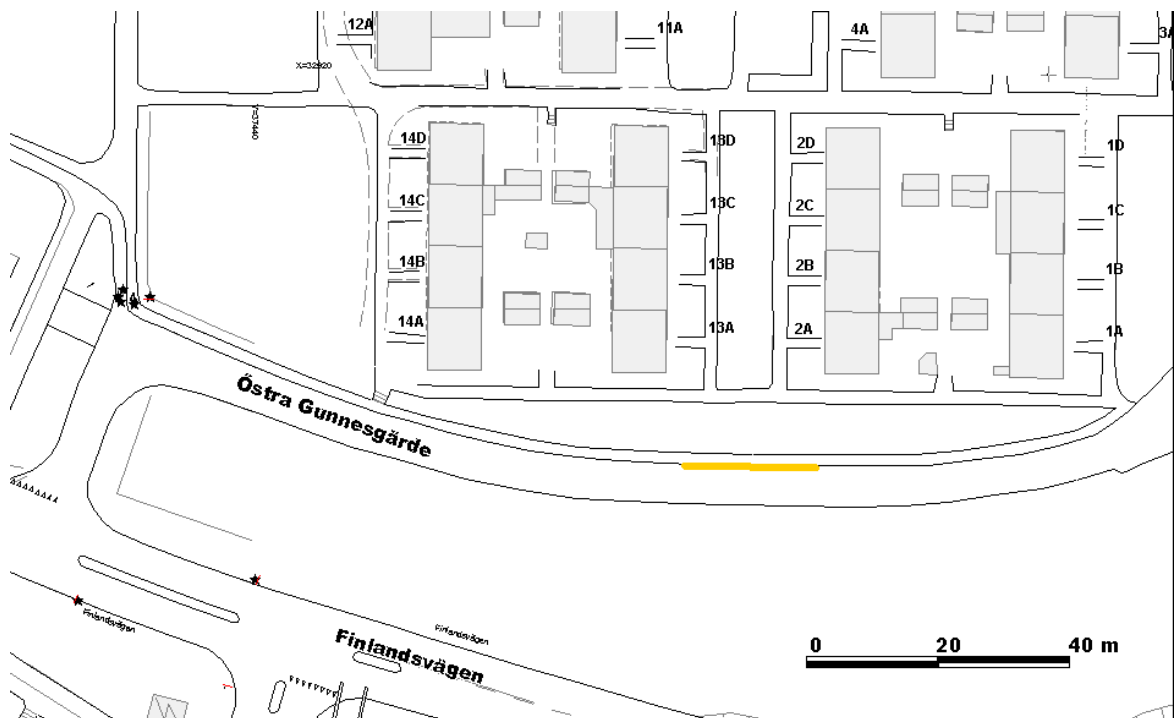 12A
11A
4A
3A
X=32920
Y=37440
14D
13D
2D
1D
14C
13C
2C
1C
14B
13B
2B
1B
14A
13A
2A
1A
Östra Gunnesgärde
Finlandsvägen
Finlandsvägen
Finlandsvägen
0 20 40 m